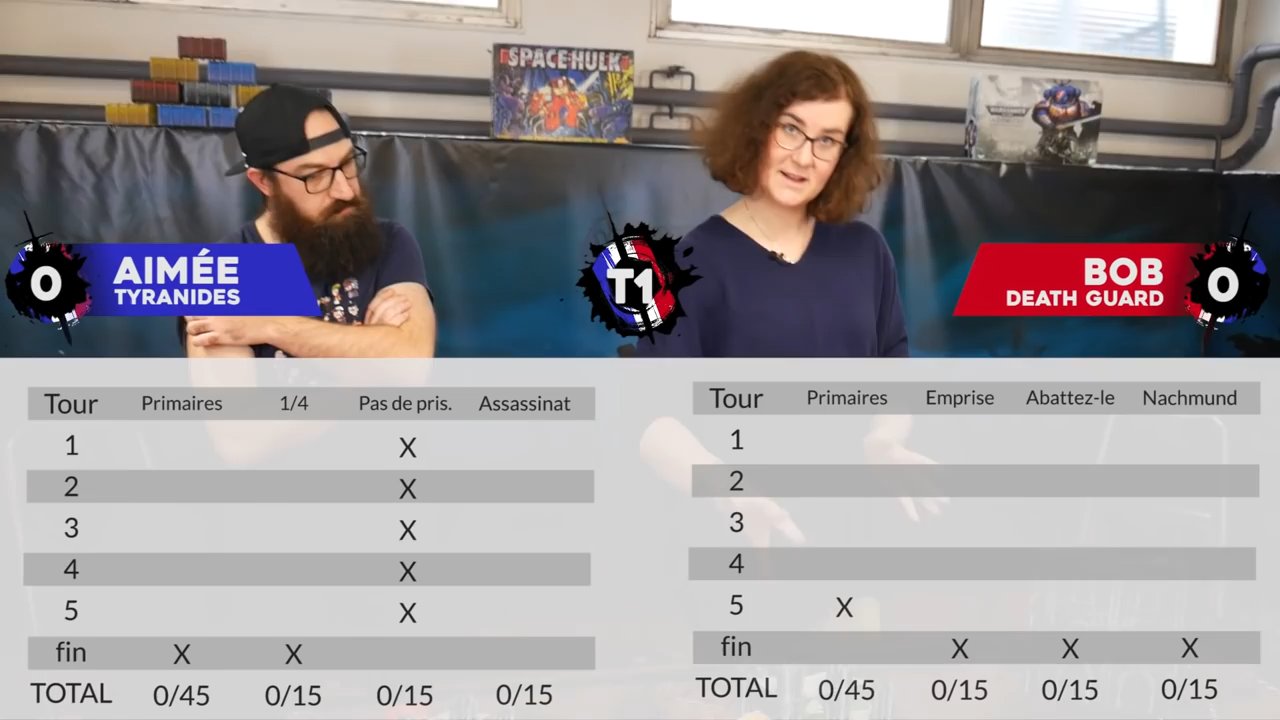 SPACE HULK
0
AIMÉE
TYRANIDES
T1
BOB
DEATH GUARD
0
Tour Primaires 1/4 Pas de pris. Assassinat
1 X
2 X
3 X
4 X
5 X
fin X X
TOTAL 0/45 0/15 0/15 0/15
Tour Primaires Emprise Abattez-le Nachmund
1
2
3
4
5 X
fin X X X
TOTAL 0/45 0/15 0/15 0/15